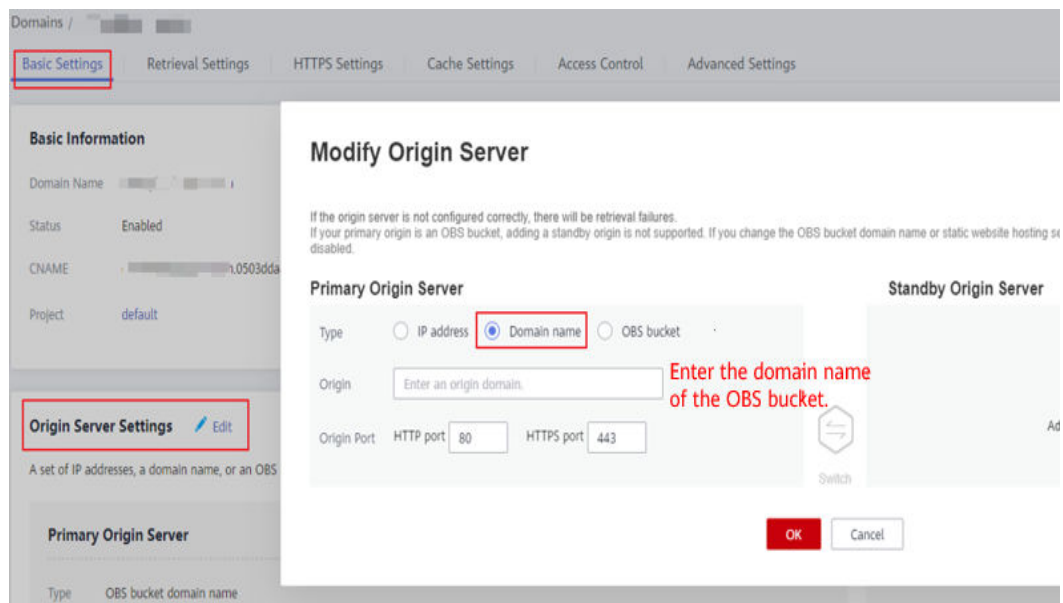 Domains /
Basic Settings
Retrieval Settings
HTTPS Settings
Cache Settings
Access Control
Advanced Settings
Basic Information
Domain Name
Status Enabled
CNAME .0503dda
Project default
Origin Server Settings Edit
A set of IP addresses, a domain name, or an OBS
Primary Origin Server
Type OBS bucket domain name
Modify Origin Server
If the origin server is not configured correctly, there will be retrieval failures.
If your primary origin is an OBS bucket, adding a standby origin is not supported. If you change the OBS bucket domain name or static website hosting se
disabled.
Primary Origin Server
Type IP address Domain name OBS bucket
Origin Enter an origin domain.
Enter the domain name
of the OBS bucket.
Origin Port HTTP port 80 HTTPS port 443
Switch
Standby Origin Server
Ad
OK Cancel